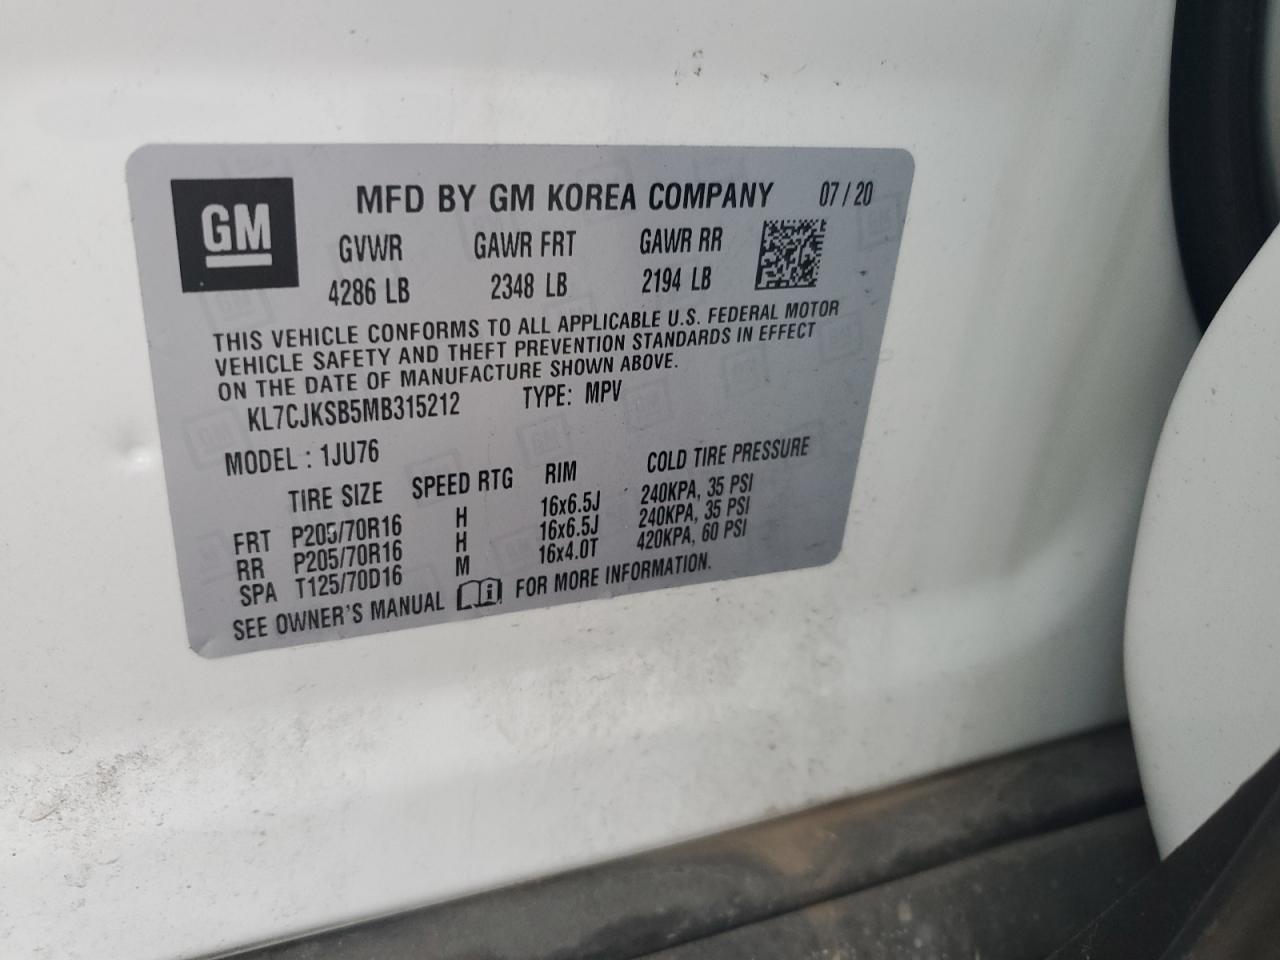 GM
MFD BY GM KOREA COMPANY 07/20
GVWR GAWR FRT GAWR RR
4286 LB 2348 LB 2194 LB
THIS VEHICLE CONFORMS TO ALL APPLICABLE U.S. FEDERAL MOTOR
VEHICLE SAFETY AND THEFT PREVENTION STANDARDS IN EFFECT
ON THE DATE OF MANUFACTURE SHOWN ABOVE.
KL7CJKSB5MB315212 TYPE: MPV
MODEL: 1JU76
TIRE SIZE SPEED RTG RIM COLD TIRE PRESSURE
FRT P205/70R16 H 16x6.5J 240KPA, 35 PSI
RR P205/70R16 H 16x6.5J 240KPA, 35 PSI
SPA T125/70D16 M 16x4.0T 420KPA, 60 PSI
SEE OWNER'S MANUAL i FOR MORE INFORMATION.